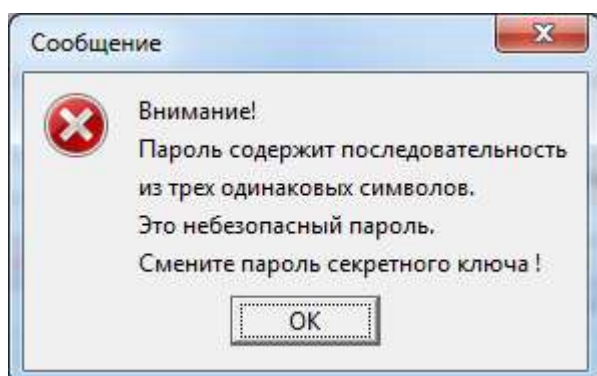 Сообщение
Внимание!
Пароль содержит последовательность
из трех одинаковых символов.
Это небезопасный пароль.
Смените пароль секретного ключа !
OK